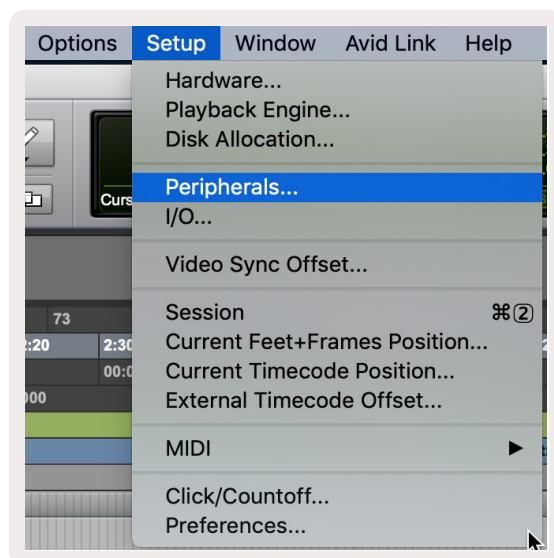 Options Setup Window Avid Link Help
Hardware...
Playback Engine...
Disk Allocation...
Curs
Peripherals...
I/O...
Video Sync Offset...
73
Session ⌘2
:20 2:30
Current Feet+Frames Position...
00:0
Current Timecode Position...
000
External Timecode Offset...
MIDI ▶
Click/Countoff...
Preferences...